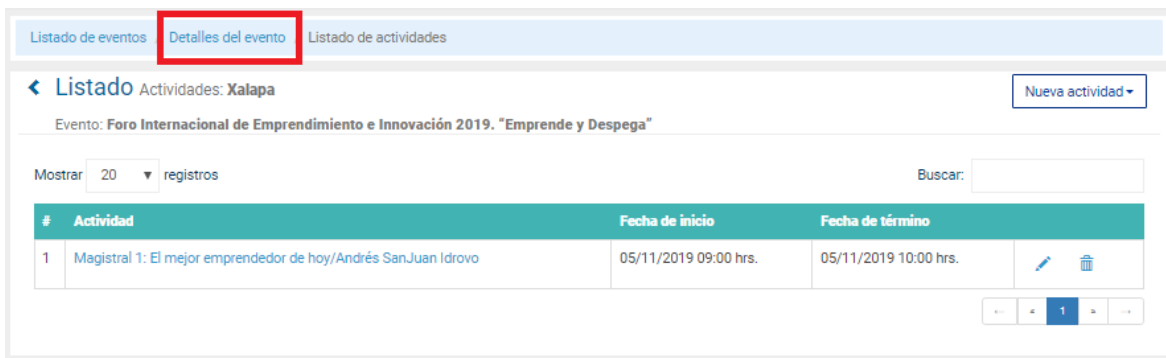 Listado de eventos / Detalles del evento / Listado de actividades
Listado Actividades: Xalapa
Nueva actividad
Evento: Foro Internacional de Emprendimiento e Innovación 2019. “Emprende y Despega”
Mostrar 20 registros Buscar:
# Actividad Fecha de inicio Fecha de término
1 Magistral 1: El mejor emprendedor de hoy/Andrés SanJuan Idrovo 05/11/2019 09:00 hrs. 05/11/2019 10:00 hrs.
← « 1 » →